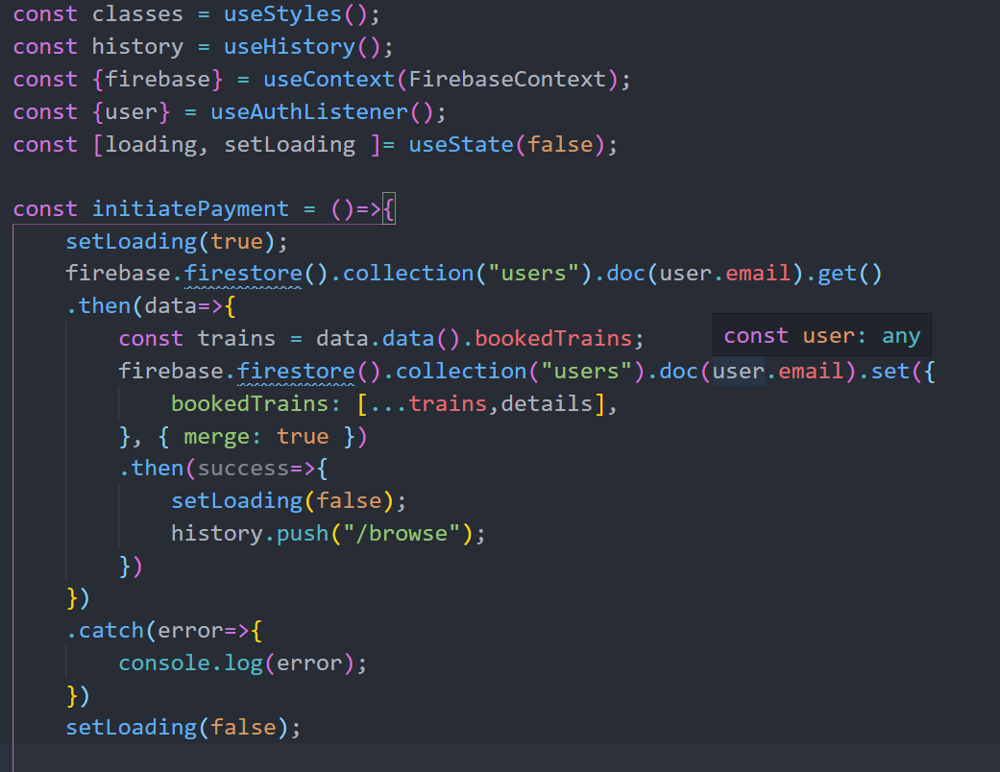 const classes = useStyles();
const history = useHistory();
const {firebase} = useContext(FirebaseContext);
const {user} = useAuthListener();
const [loading, setLoading ]= useState(false);
const initiatePayment = ()=>{
    setLoading(true);
    firebase.firestore().collection("users").doc(user.email).get()
    .then(data=>{
        const trains = data.data().bookedTrains;
const user: any
        firebase.firestore().collection("users").doc(user.email).set({
            bookedTrains: [...trains,details],
        }, { merge: true })
        .then(success=>{
            setLoading(false);
            history.push("/browse");
        })
    })
    .catch(error=>{
        console.log(error);
    })
    setLoading(false);